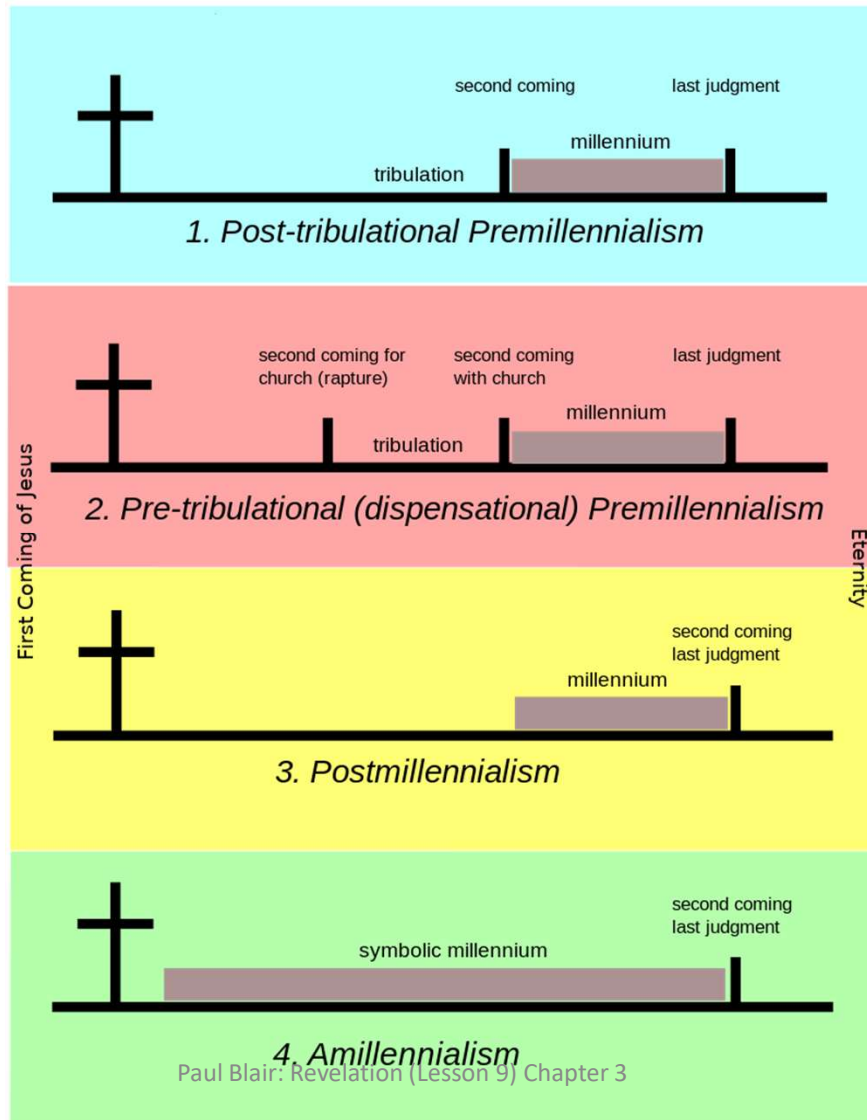 second coming
last judgment
millennium
tribulation
1. Post-tribulational Premillennialism
second coming for
church (rapture)
second coming
with church
last judgment
millennium
tribulation
2. Pre-tribulational (dispensational) Premillennialism
First Coming of Jesus
Eternity
second coming
last judgment
millennium
3. Postmillennialism
second coming
last judgment
symbolic millennium
4. Amillennialism
Paul Blair: Revelation (Lesson 9) Chapter 3